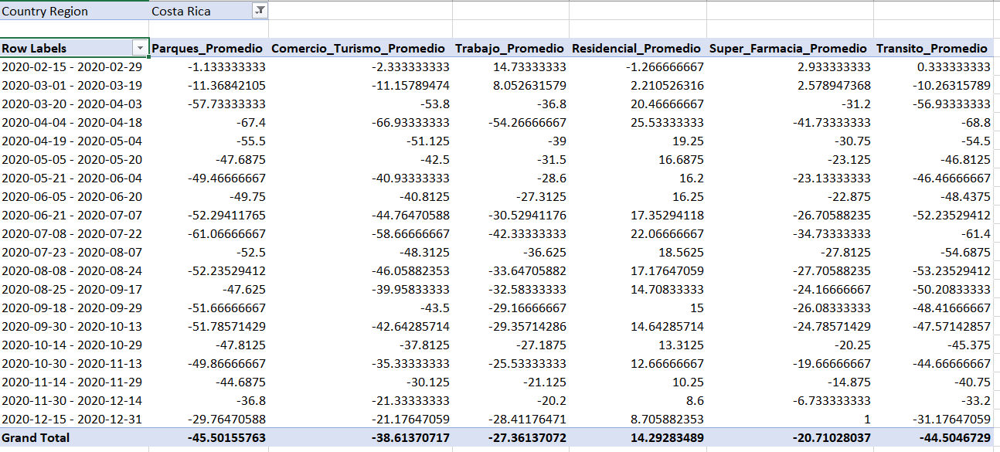 Country Region Costa Rica
Row Labels Parques_Promedio Comercio_Turismo_Promedio Trabajo_Promedio Residencial_Promedio Super_Farmacia_Promedio Transito_Promedio
2020-02-15 - 2020-02-29 -1.133333333 -2.333333333 14.73333333 -1.266666667 2.933333333 0.333333333
2020-03-01 - 2020-03-19 -11.36842105 -11.15789474 8.052631579 2.210526316 2.578947368 -10.26315789
2020-03-20 - 2020-04-03 -57.73333333 -53.8 -36.8 20.46666667 -31.2 -56.93333333
2020-04-04 - 2020-04-18 -67.4 -66.93333333 -54.26666667 25.53333333 -41.73333333 -68.8
2020-04-19 - 2020-05-04 -55.5 -51.125 -39 19.25 -30.75 -54.5
2020-05-05 - 2020-05-20 -47.6875 -42.5 -31.5 16.6875 -23.125 -46.8125
2020-05-21 - 2020-06-04 -49.46666667 -40.93333333 -28.6 16.2 -23.13333333 -46.46666667
2020-06-05 - 2020-06-20 -49.75 -40.8125 -27.3125 16.25 -22.875 -48.4375
2020-06-21 - 2020-07-07 -52.29411765 -44.76470588 -30.52941176 17.35294118 -26.70588235 -52.23529412
2020-07-08 - 2020-07-22 -61.06666667 -58.66666667 -42.33333333 22.06666667 -34.73333333 -61.4
2020-07-23 - 2020-08-07 -52.5 -48.3125 -36.625 18.5625 -27.8125 -54.6875
2020-08-08 - 2020-08-24 -52.23529412 -46.05882353 -33.64705882 17.17647059 -27.70588235 -53.23529412
2020-08-25 - 2020-09-17 -47.625 -39.95833333 -32.58333333 14.70833333 -24.16666667 -50.20833333
2020-09-18 - 2020-09-29 -51.66666667 -43.5 -29.16666667 15 -26.08333333 -48.41666667
2020-09-30 - 2020-10-13 -51.78571429 -42.64285714 -29.35714286 14.64285714 -24.78571429 -47.57142857
2020-10-14 - 2020-10-29 -47.8125 -37.8125 -27.1875 13.3125 -20.25 -45.375
2020-10-30 - 2020-11-13 -49.86666667 -35.33333333 -25.53333333 12.66666667 -19.66666667 -44.66666667
2020-11-14 - 2020-11-29 -44.6875 -30.125 -21.125 10.25 -14.875 -40.75
2020-11-30 - 2020-12-14 -36.8 -21.33333333 -20.2 8.6 -6.733333333 -33.2
2020-12-15 - 2020-12-31 -29.76470588 -21.17647059 -28.41176471 8.705882353 1 -31.17647059
Grand Total -45.50155763 -38.61370717 -27.36137072 14.29283489 -20.71028037 -44.5046729